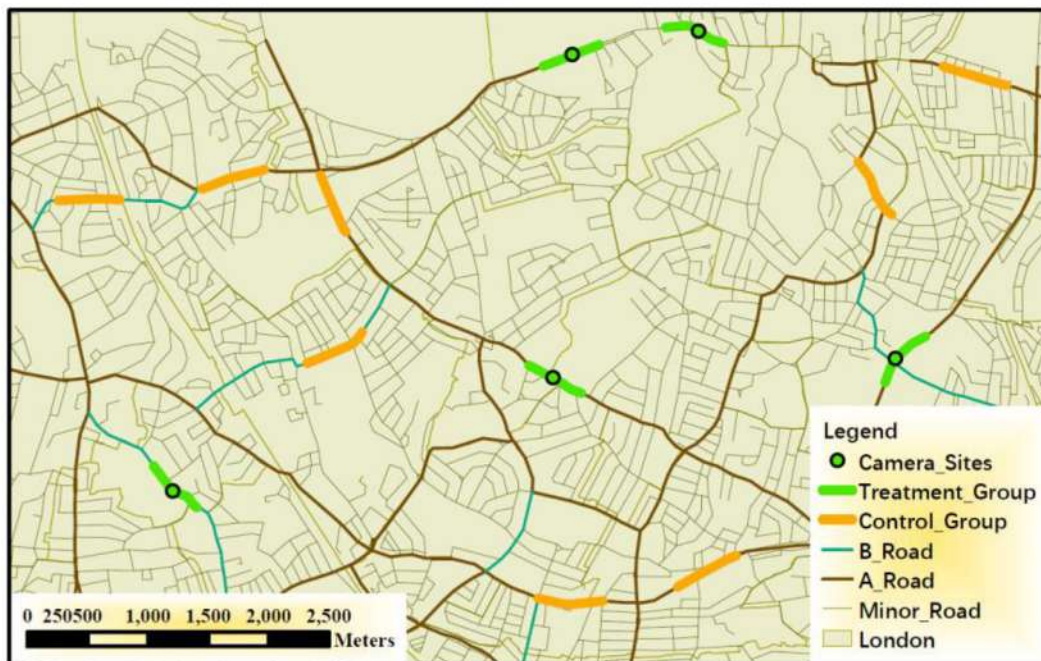 Legend
Camera_Sites
Treatment_Group
Control_Group
B_Road
A_Road
Minor_Road
London
0 250500 1,000 1,500 2,000 2,500
Meters